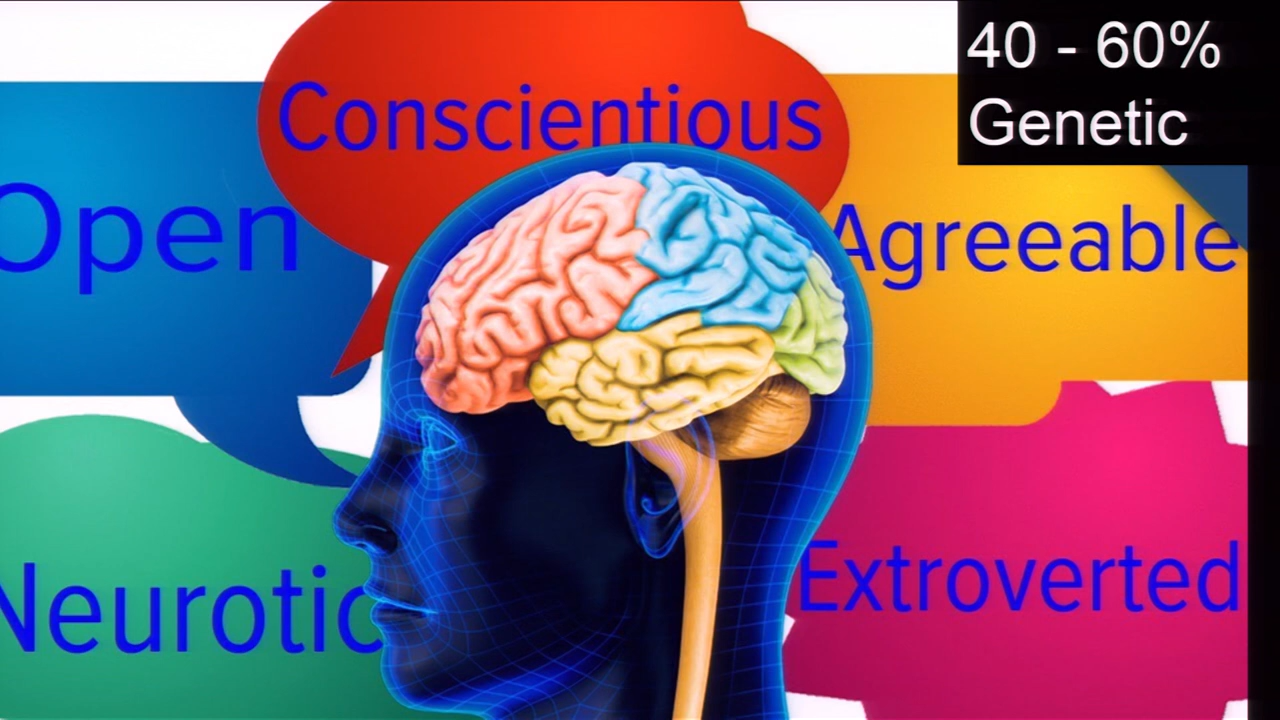 40 - 60%
Genetic
Conscientious
Open
Agreeable
Neurotic
Extroverted